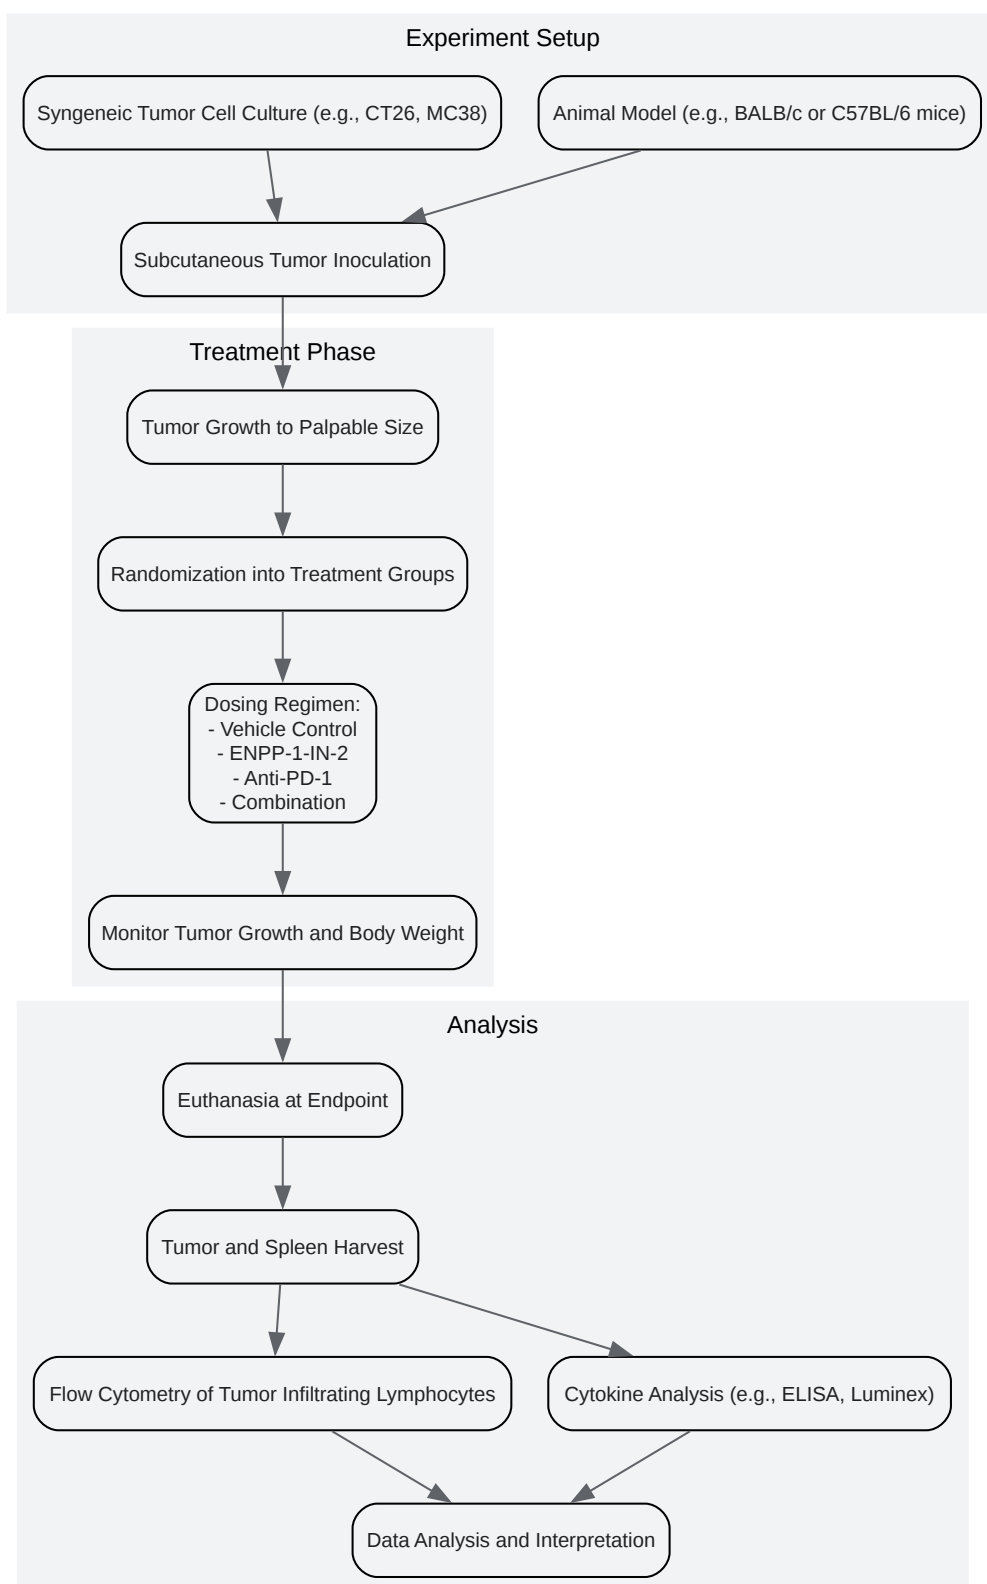 Experiment Setup
Syngeneic Tumor Cell Culture (e.g., CT26, MC38)
Animal Model (e.g., BALB/c or C57BL/6 mice)
Subcutaneous Tumor Inoculation
Treatment Phase
Tumor Growth to Palpable Size
Randomization into Treatment Groups
Dosing Regimen:
- Vehicle Control
- ENPP-1-IN-2
- Anti-PD-1
- Combination
Monitor Tumor Growth and Body Weight
Analysis
Euthanasia at Endpoint
Tumor and Spleen Harvest
Flow Cytometry of Tumor Infiltrating Lymphocytes
Cytokine Analysis (e.g., ELISA, Luminex)
Data Analysis and Interpretation